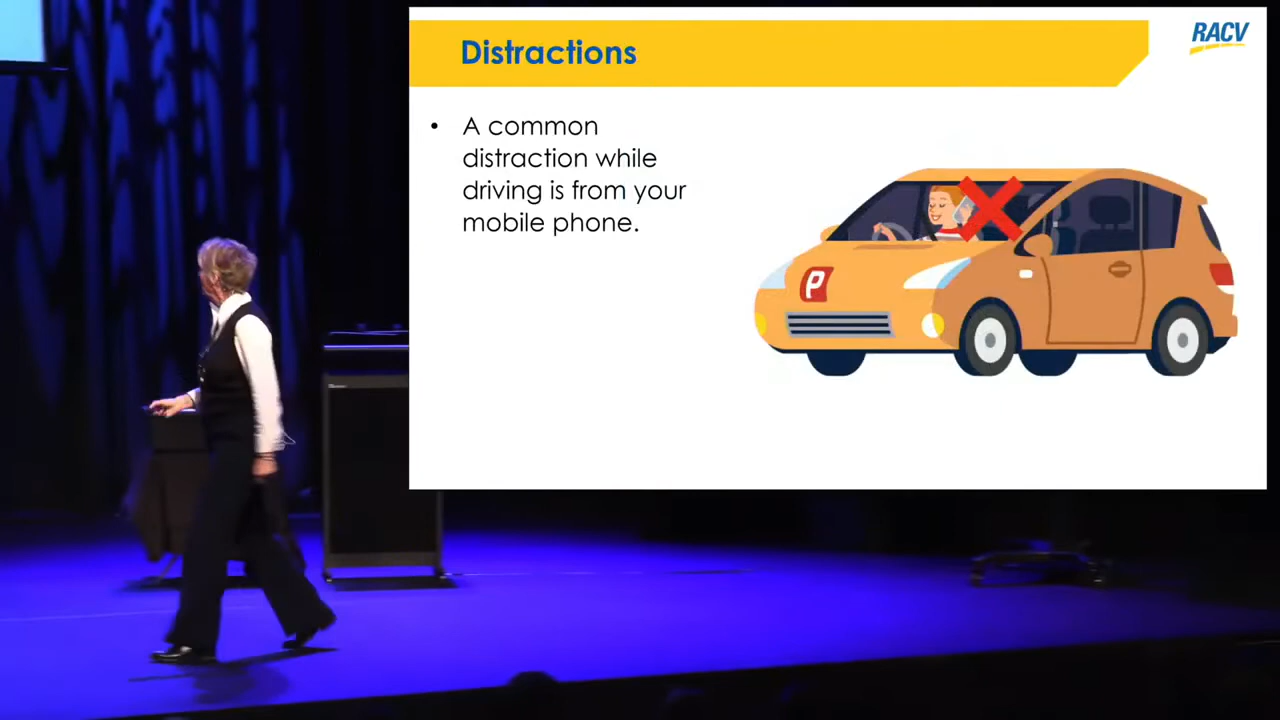 Distractions
RACV
• A common
distraction while
driving is from your
mobile phone.
P